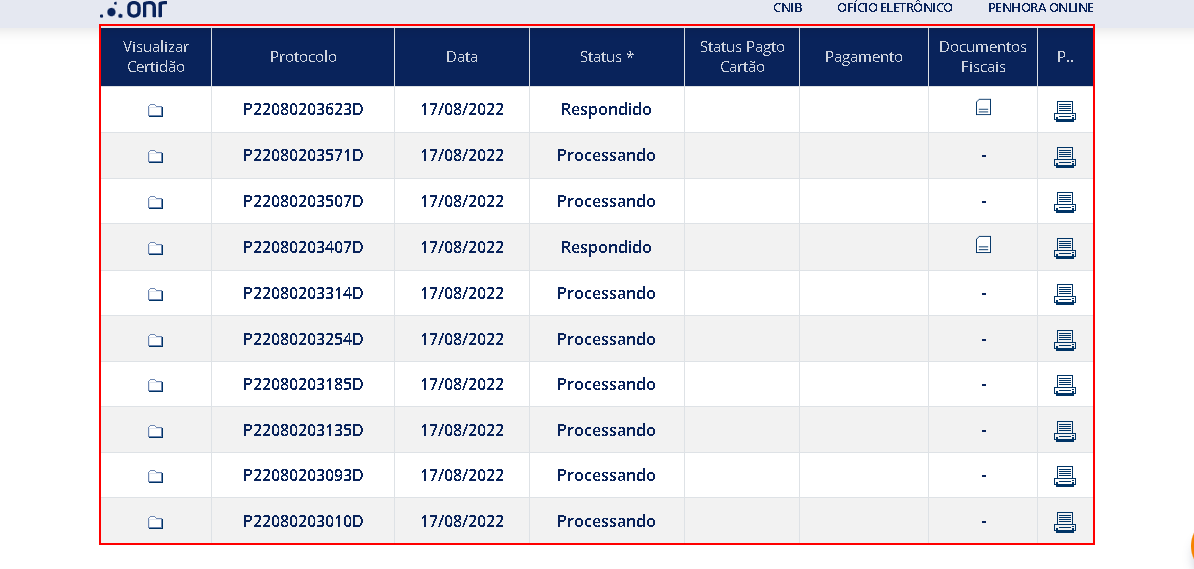 .onr CNIB OFÍCIO ELETRÔNICO PENHORA ONLINE
Visualizar Certidão Protocolo Data Status * Status Pagto Cartão Pagamento Documentos Fiscais P..
P22080203623D 17/08/2022 Respondido
P22080203571D 17/08/2022 Processando -
P22080203507D 17/08/2022 Processando -
P22080203407D 17/08/2022 Respondido
P22080203314D 17/08/2022 Processando -
P22080203254D 17/08/2022 Processando -
P22080203185D 17/08/2022 Processando -
P22080203135D 17/08/2022 Processando -
P22080203093D 17/08/2022 Processando -
P22080203010D 17/08/2022 Processando -